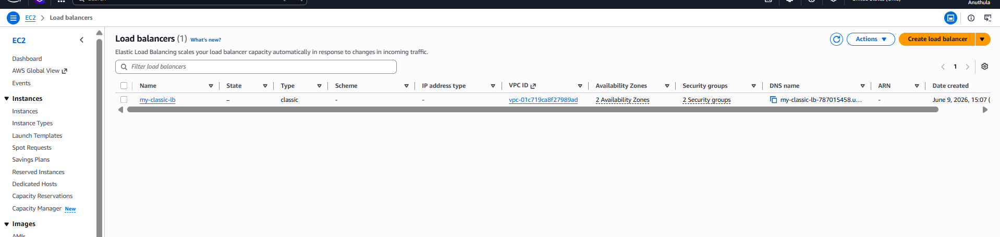 Anuthula
EC2 > Load balancers
EC2
Dashboard
AWS Global View
Events
Instances
Instances
Instance Types
Launch Templates
Spot Requests
Savings Plans
Reserved Instances
Dedicated Hosts
Capacity Reservations
Capacity Manager New
Images
AMIs
Load balancers (1) What's new?
Actions
Create load balancer
Elastic Load Balancing scales your load balancer capacity automatically in response to changes in incoming traffic.
Filter load balancers
1
Name State Type Scheme IP address type VPC ID Availability Zones Security groups DNS name ARN Date created
my-classic-lb – classic - - vpc-01c719ca8f27989ad 2 Availability Zones 2 Security groups my-classic-lb-787015458.u... - June 9, 2026, 15:07 (